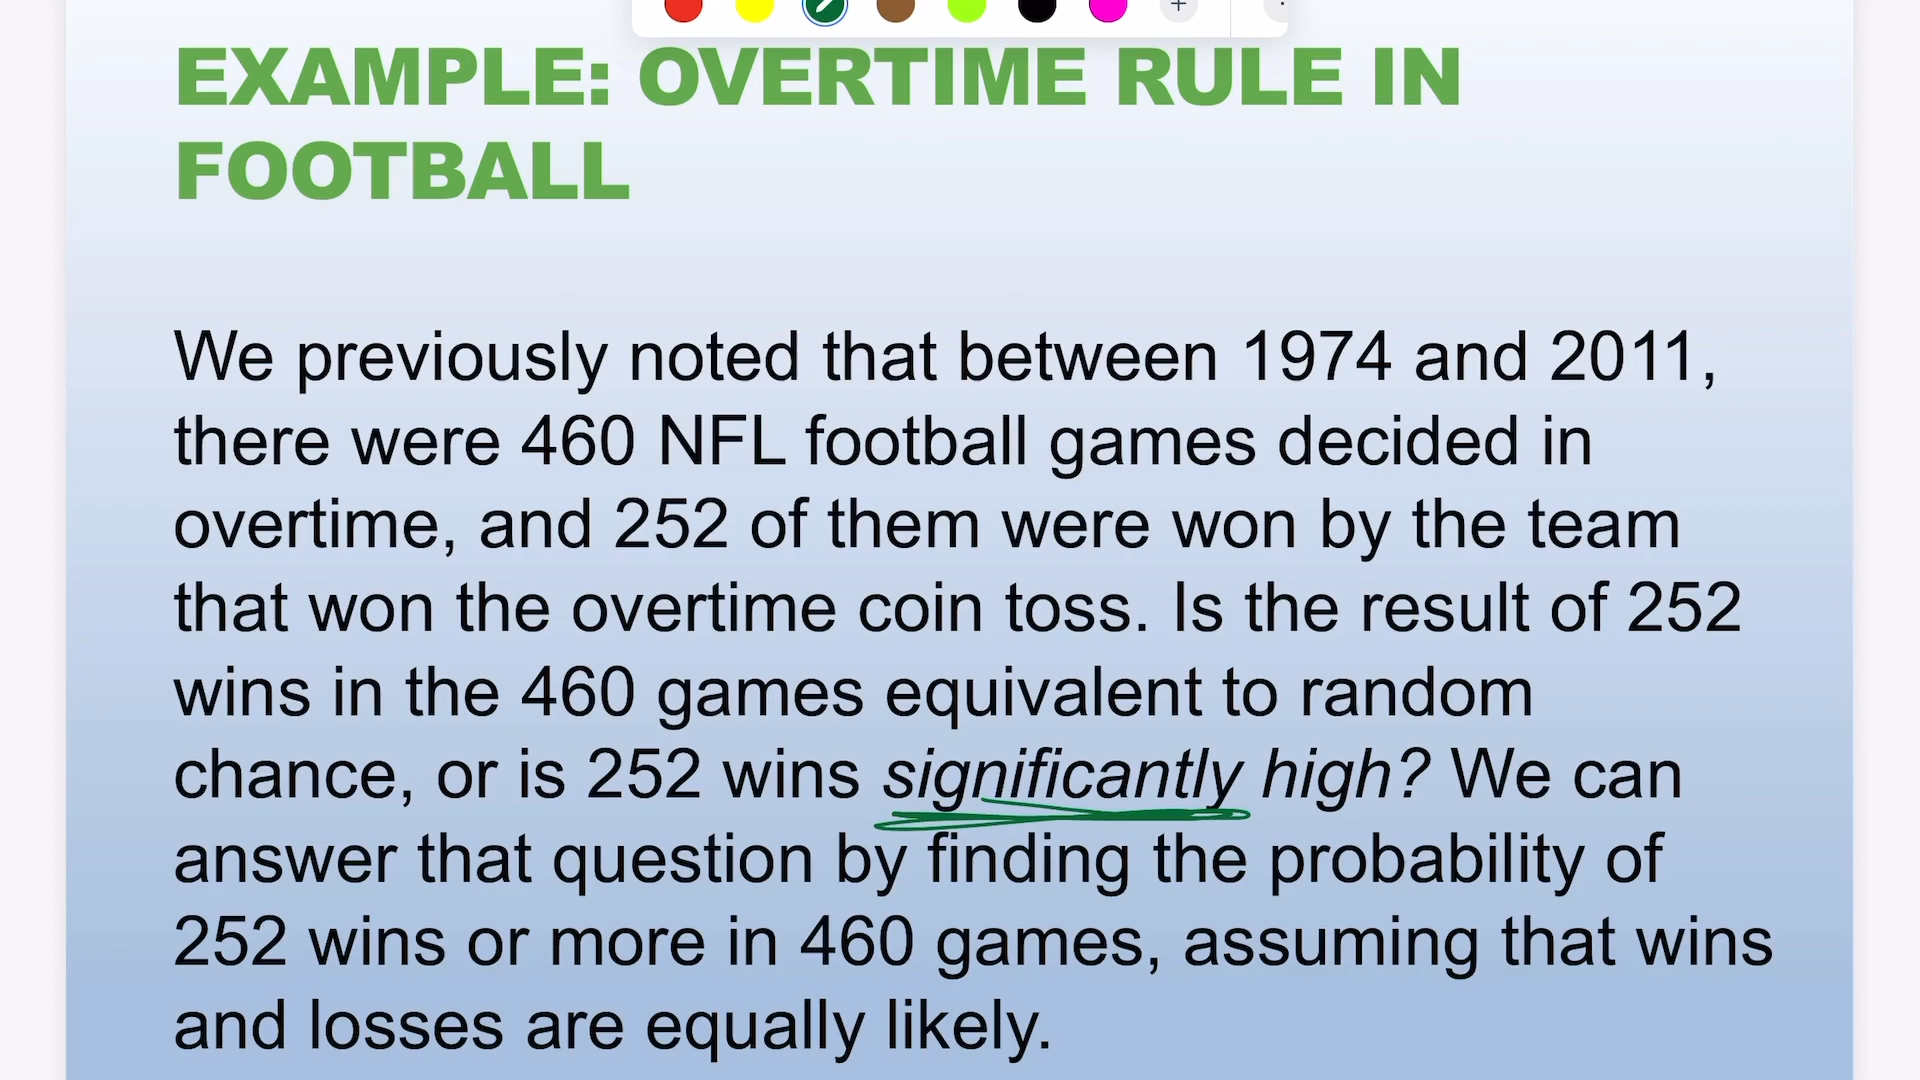 EXAMPLE: OVERTIME RULE IN
FOOTBALL
We previously noted that between 1974 and 2011,
there were 460 NFL football games decided in
overtime, and 252 of them were won by the team
that won the overtime coin toss. Is the result of 252
wins in the 460 games equivalent to random
chance, or is 252 wins significantly high? We can
answer that question by finding the probability of
252 wins or more in 460 games, assuming that wins
and losses are equally likely.